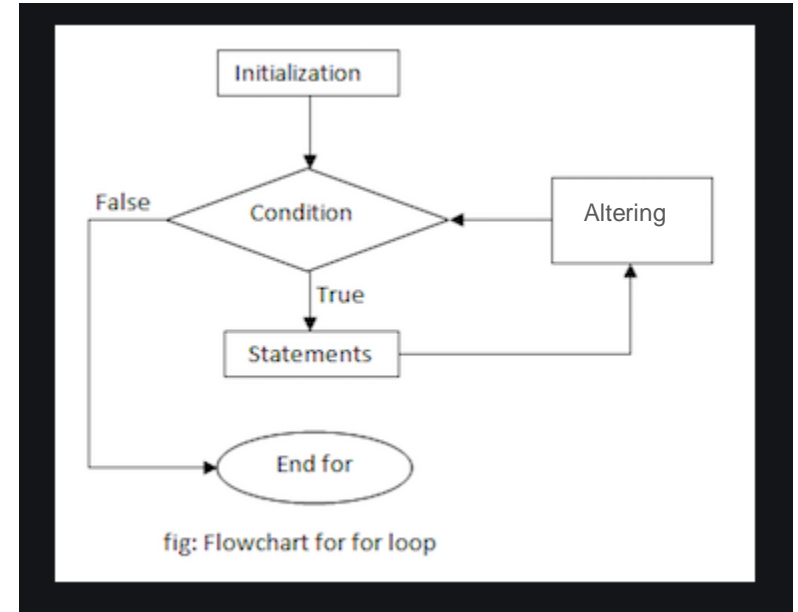 Initialization
False
Condition
Altering
True
Statements
End for
fig: Flowchart for for loop